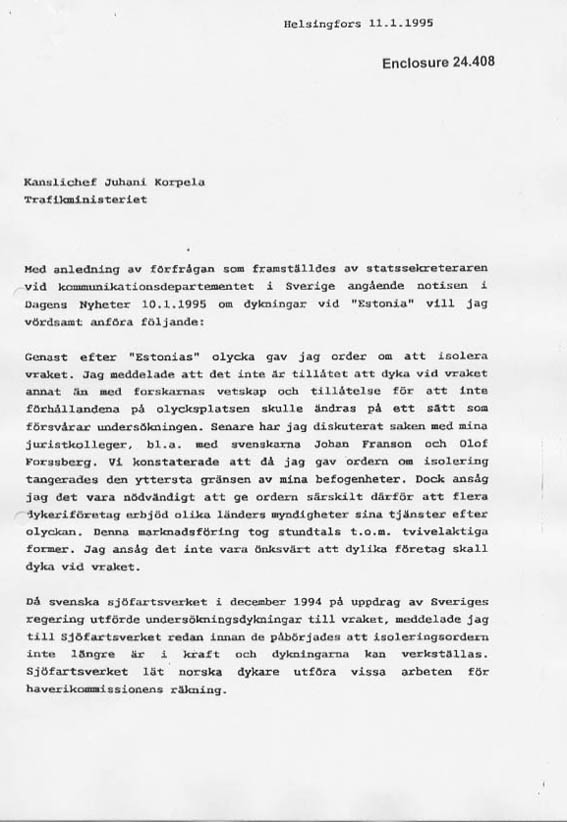 Helsingfors 11.1.1995
Enclosure 24.408
Kanslichef Juhani Korpela
Trafikministeriet
Med anledning av förfrågan som framställdes av statssekreteraren
vid kommunikationsdepartementet i Sverige angående notisen i
Dagens Nyheter 10.1.1995 om dykningar vid "Estonia" vill jag
vördsamt anföra följande:
Genast efter "Estonias" olycka gav jag order om att isolera
vraket. Jag meddelade att det inte är tillåtet att dyka vid vraket
annat än med forskarnas vetskap och tillåtelse för att inte
förhållandena på olycksplatsen skulle ändras på ett sätt som
försvårar undersökningen. Senare har jag diskuterat saken med mina
juristkolleger, bl.a. med svenskarna Johan Franson och Olof
Forssberg. Vi konstaterade att då jag gav ordern om isolering
tangerades den yttersta gränsen av mina befogenheter. Dock ansåg
jag det vara nödvändigt att ge ordern särskilt därför att flera
dykeriföretag erbjöd olika länders myndigheter sina tjänster efter
olyckan. Denna marknadsföring tog stundtals t.o.m. tvivelaktiga
former. Jag ansåg det inte vara önksvärt att dylika företag skall
dyka vid vraket.
Då svenska sjöfartsverket i december 1994 på uppdrag av Sveriges
regering utförde undersökningsdykningar till vraket, meddelade jag
till Sjöfartsverket redan innan de påbörjades att isoleringsordern
inte längre är i kraft och dykningarna kan verkställas.
Sjöfartsverket lät norska dykare utföra vissa arbeten för
haverikommissionens räkning.